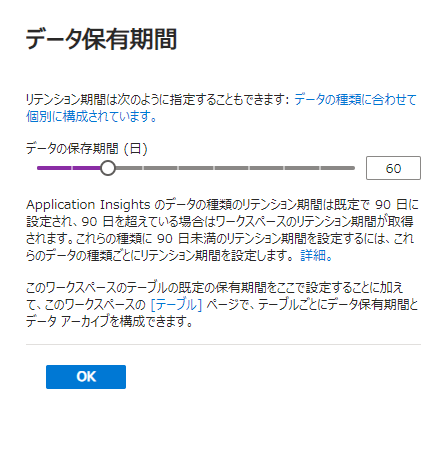 データ保有期間
リテンション期間は次のように指定することもできます: データの種類に合わせて
個別に構成されています。
データの保存期間 (日)
60
Application Insights のデータの種類のリテンション期間は既定で 90 日に
設定され、90 日を超えている場合はワークスペースのリテンション期間が取得
されます。これらの種類に 90 日未満のリテンション期間を設定するには、これ
らのデータの種類ごとにリテンション期間を設定します。 詳細。
このワークスペースのテーブルの既定の保有期間をここで設定することに加え
て、このワークスペースの [テーブル] ページで、テーブルごとにデータ保有期間と
データ アーカイブを構成できます。
OK